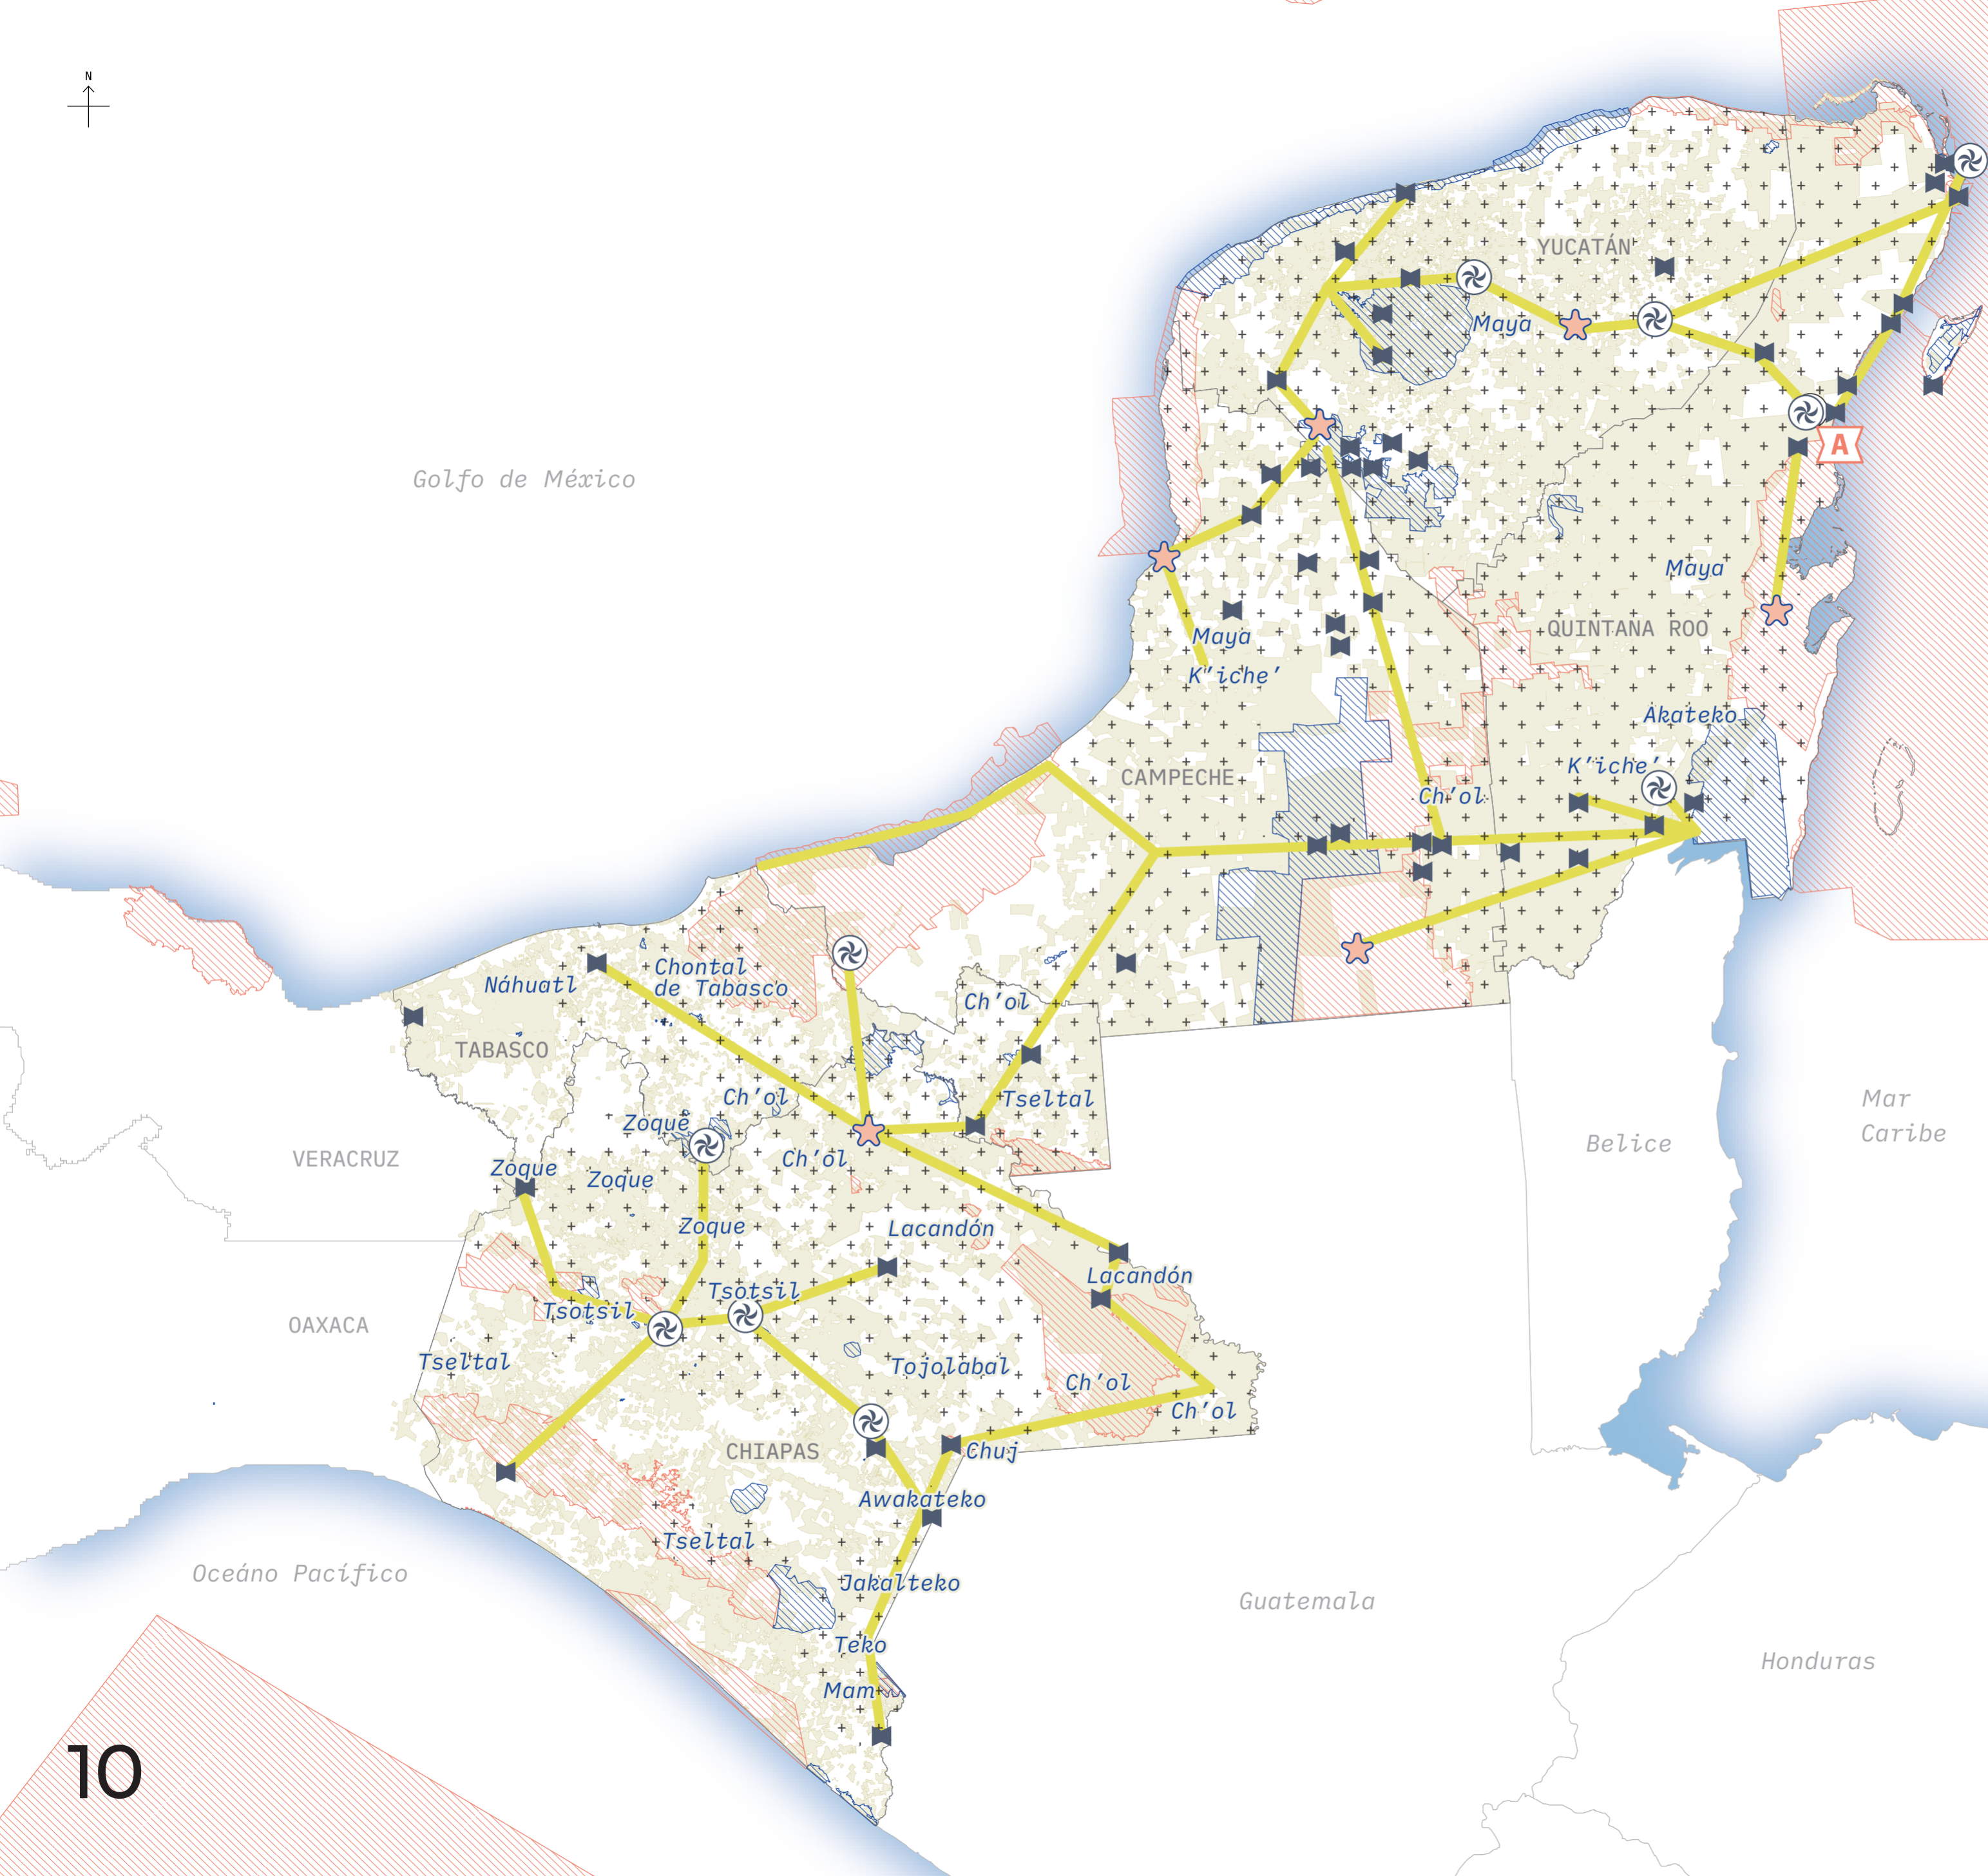 N
YUCATÁN
Maya
A
Golfo de México
Maya
QUINTANA ROO
Maya
K'iche'
Akateko
K'iche'
CAMPECHE
Ch'ol
Chontal
de Tabasco
Náhuatl
Ch'ol
TABASCO
Ch'ol
Tseltal
Mar
Caribe
Zoque
Belice
VERACRUZ
Ch'ol
Zoque
Zoque
Zoque
Lacandón
Lacandón
Tsotsil
Tsotsil
OAXACA
Tseltal
Tojolabal
Ch'ol
Ch'ol
CHIAPAS
Chuj
Awakateko
Tseltal
Oceáno Pacífico
Jakalteko
Guatemala
Teko
Honduras
Mam
10